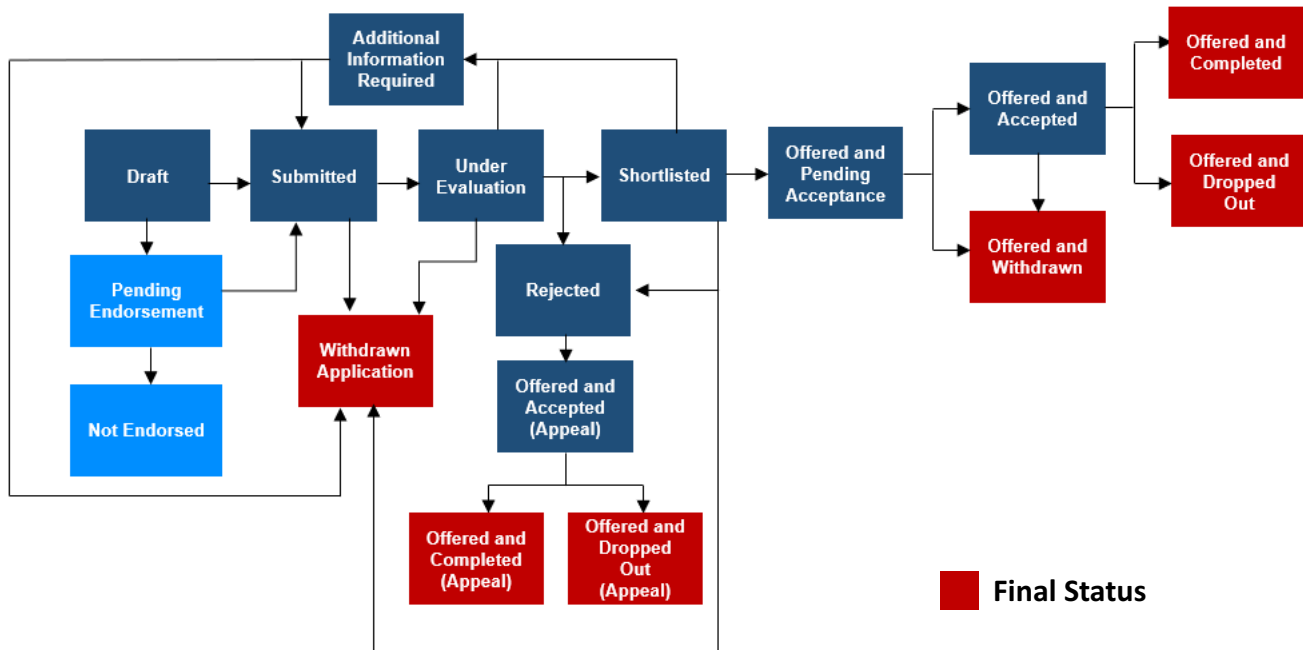 Additional
Information
Required
Offered and
Completed
Offered and
Accepted
Draft
Submitted
Under
Evaluation
Shortlisted
Offered and
Pending
Acceptance
Offered and
Dropped
Out
Offered and
Withdrawn
Pending
Endorsement
Rejected
Withdrawn
Application
Offered and
Accepted
(Appeal)
Not Endorsed
Offered and
Completed
(Appeal)
Offered and
Dropped
Out
(Appeal)
Final Status